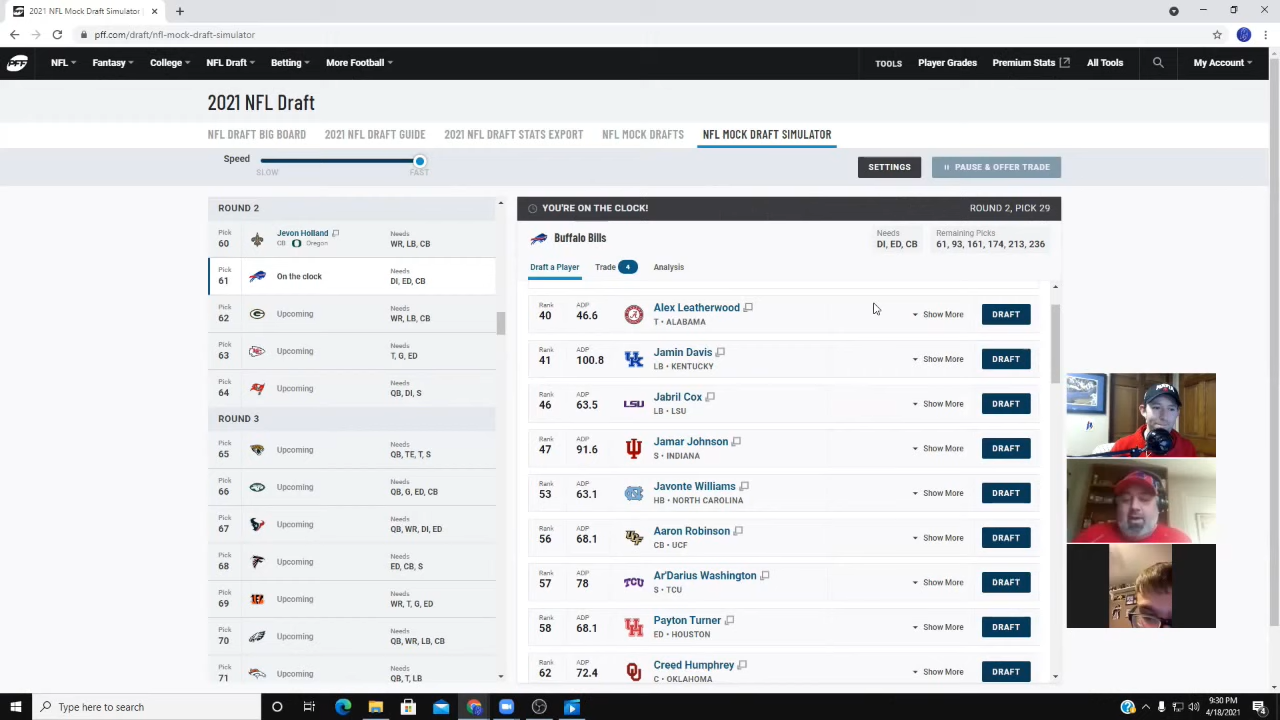 2021 NFL Mock Draft Simulator
pff.com/draft/nfl-mock-draft-simulator
PFF
NFL
Fantasy
College
NFL Draft
Betting
More Football
TOOLS
Player Grades
Premium Stats
All Tools
My Account
2021 NFL Draft
NFL DRAFT BIG BOARD
2021 NFL DRAFT GUIDE
2021 NFL DRAFT STATS EXPORT
NFL MOCK DRAFTS
NFL MOCK DRAFT SIMULATOR
Speed
SLOW
FAST
SETTINGS
PAUSE & OFFER TRADE
ROUND 2
Pick
60
Jevon Holland
CB Oregon
Needs
WR, LB, CB
Pick
61
On the clock
Needs
DI, ED, CB
Pick
62
Upcoming
Needs
WR, LB, CB
Pick
63
Upcoming
Needs
T, G, ED
Pick
64
Upcoming
Needs
QB, DI, S
ROUND 3
Pick
65
Upcoming
Needs
QB, TE, T, S
Pick
66
Upcoming
Needs
QB, G, ED, CB
Pick
67
Upcoming
Needs
QB, WR, DI, ED
Pick
68
Upcoming
Needs
ED, CB, S
Pick
69
Upcoming
Needs
WR, T, G, ED
Pick
70
Upcoming
Needs
QB, WR, LB, CB
Pick
71
Upcoming
Needs
QB, T, LB
YOU'RE ON THE CLOCK!
ROUND 2, PICK 29
Buffalo Bills
Needs
DI, ED, CB
Remaining Picks
61, 93, 161, 174, 213, 236
Draft a Player
Trade 4
Analysis
Rank
40
ADP
46.6
Alex Leatherwood
T • ALABAMA
Show More
DRAFT
Rank
41
ADP
100.8
Jamin Davis
LB • KENTUCKY
Show More
DRAFT
Rank
46
ADP
63.5
LSU
Jabril Cox
LB • LSU
Show More
DRAFT
Rank
47
ADP
91.6
Jamar Johnson
S • INDIANA
Show More
DRAFT
Rank
53
ADP
63.1
Javonte Williams
HB • NORTH CAROLINA
Show More
DRAFT
Rank
56
ADP
68.1
Aaron Robinson
CB • UCF
Show More
DRAFT
Rank
57
ADP
78
TCU
Ar'Darius Washington
S • TCU
Show More
DRAFT
Rank
58
ADP
68.1
Payton Turner
ED • HOUSTON
Show More
DRAFT
Rank
62
ADP
72.4
Creed Humphrey
C • OKLAHOMA
Show More
DRAFT
Type here to search
9:30 PM
4/18/2021
4